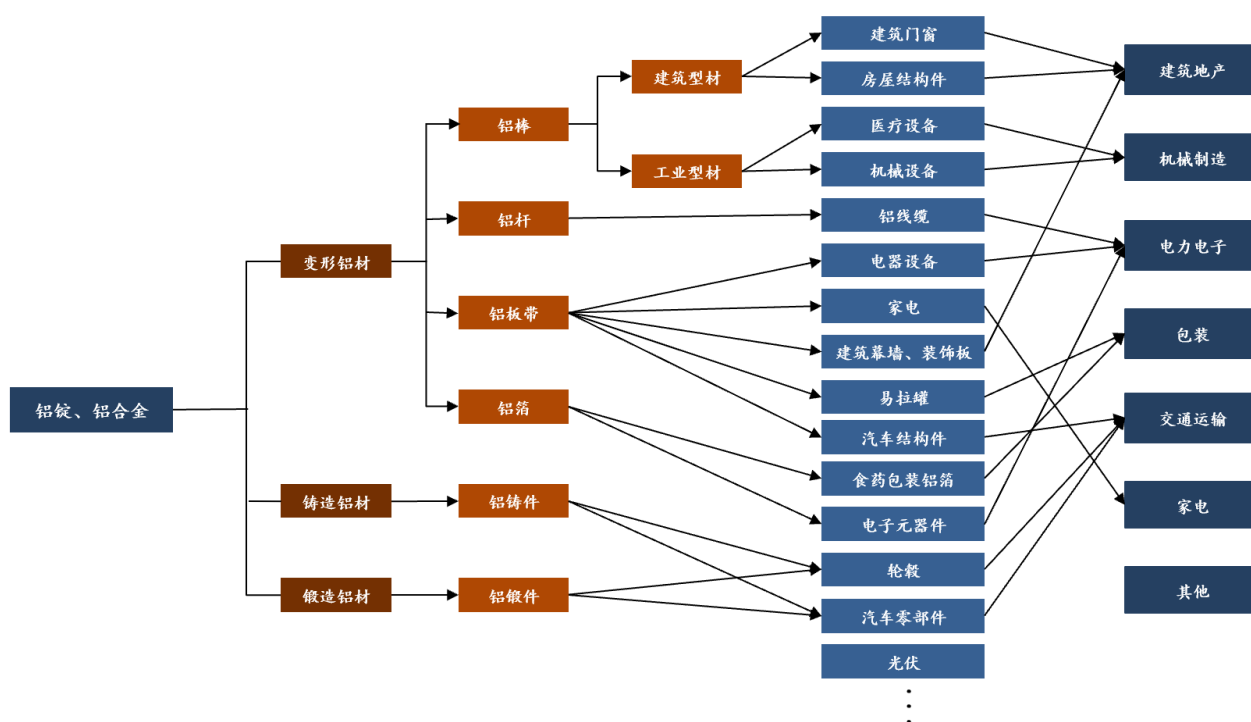 铝锭、铝合金
变形铝材
铸造铝材
锻造铝材
铝棒
铝杆
铝板带
铝箔
铝铸件
铝锻件
建筑型材
工业型材
建筑门窗
房屋结构件
医疗设备
机械设备
铝线缆
电器设备
家电
建筑幕墙、装饰板
易拉罐
汽车结构件
食药包装铝箔
电子元器件
轮毂
汽车零部件
光伏
建筑地产
机械制造
电力电子
包装
交通运输
家电
其他